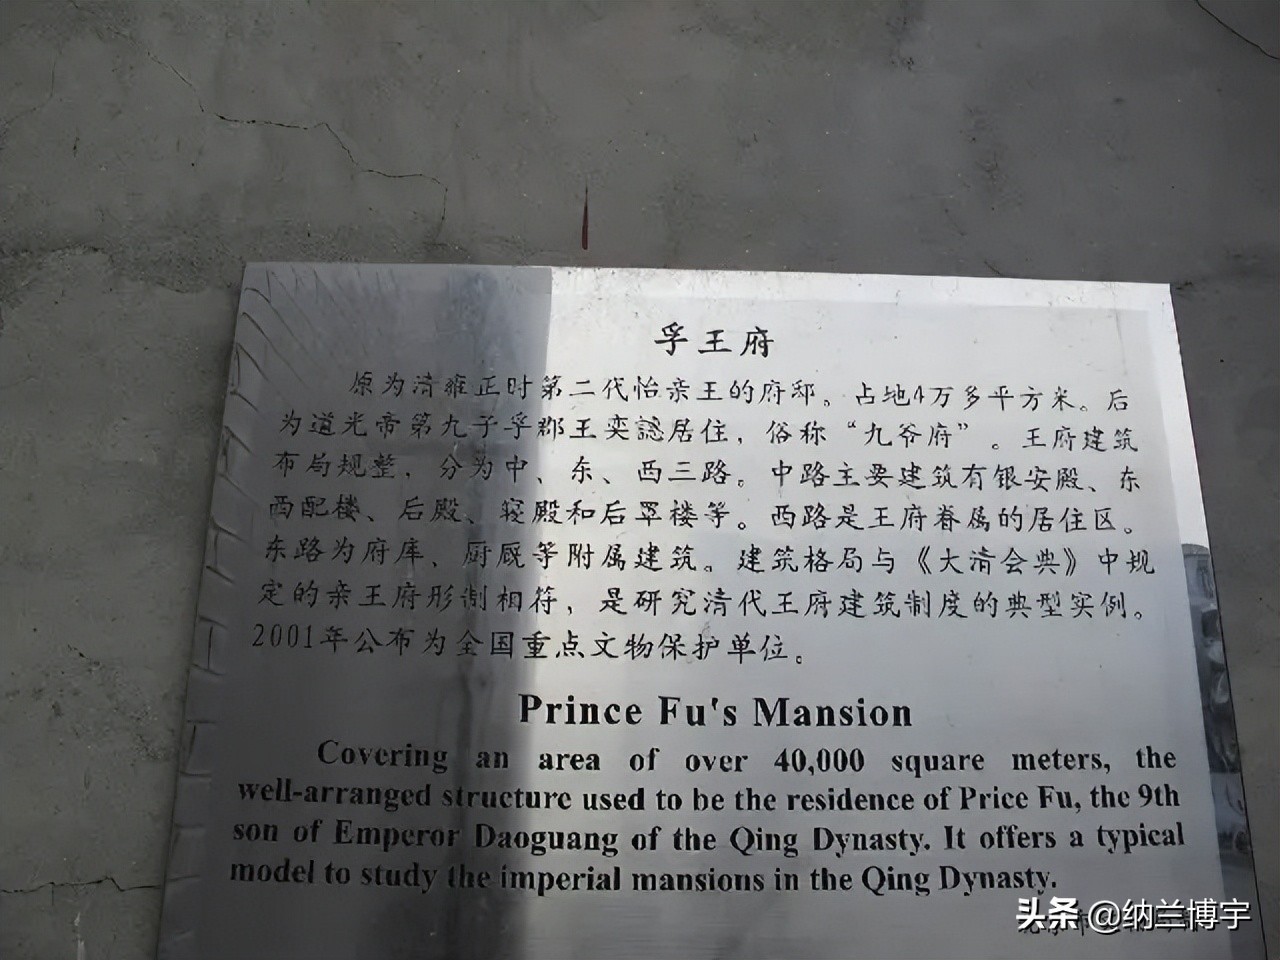 孚王府
原为清雍正时第二代怡亲王的府邸。占地4万多平方米。后
为道光帝第九子孚郡王奕譓居住，俗称“九爷府”。王府建筑
布局规整，分为中、东、西三路。中路主要建筑有银安殿、东
西配楼、后殿、寝殿和后罩楼等。西路是王府眷属的居住区。
东路为府库、厨厩等附属建筑。建筑格局与《大清会典》中规
定的亲王府形制相符，是研究清代王府建筑制度的典型实例。
2001年公布为全国重点文物保护单位。
Prince Fu's Mansion
Covering an area of over 40,000 square meters, the
well-arranged structure used to be the residence of Price Fu, the 9th
son of Emperor Daoguang of the Qing Dynasty. It offers a typical
model to study the imperial mansions in the Qing Dynasty.
头条 @纳兰博宇